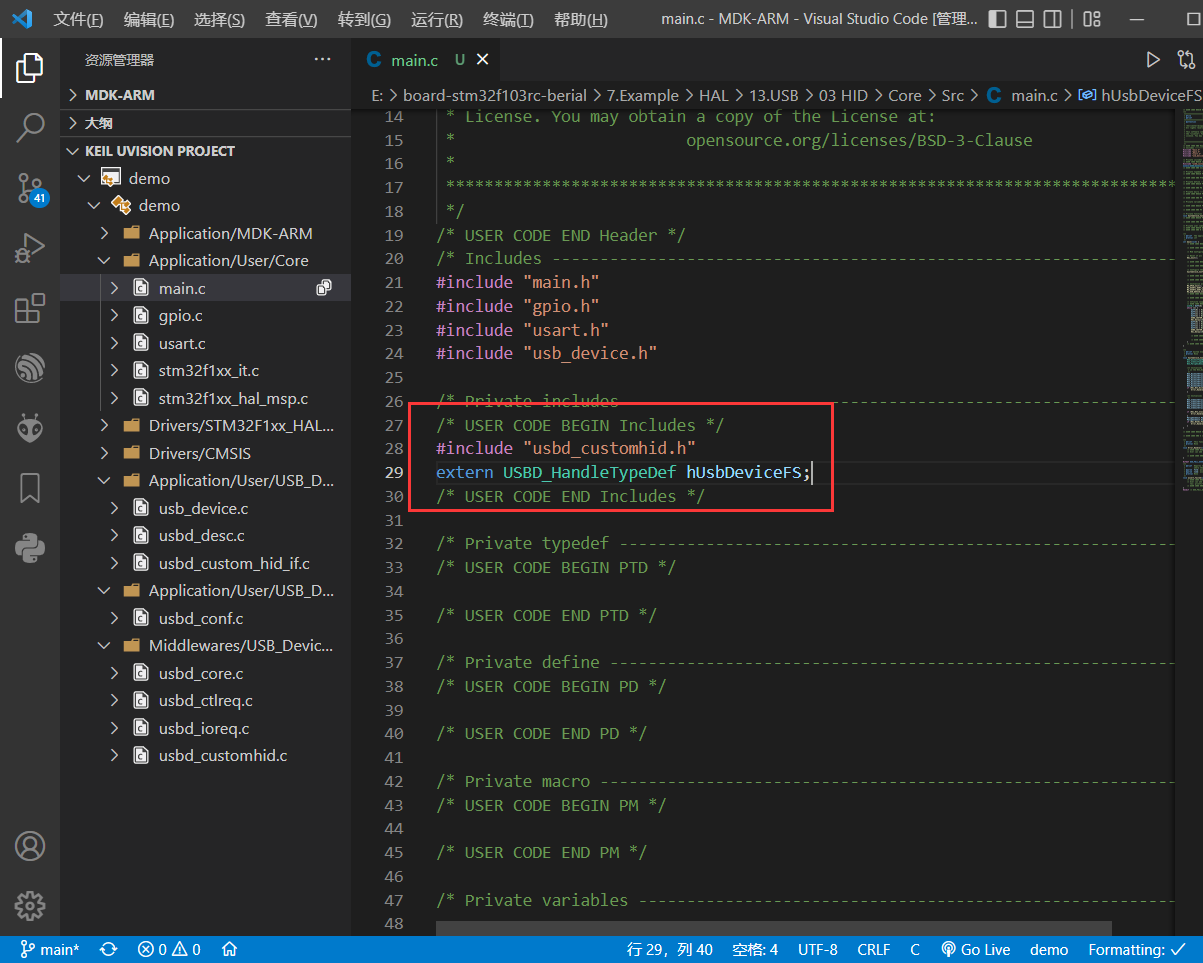 文件(F) 编辑(E) 选择(S) 查看(V) 转到(G) 运行(R) 终端(T) 帮助(H) main.c - MDK-ARM - Visual Studio Code [管理...
资源管理器 ...
MDK-ARM
大纲
KEIL UVISION PROJECT
demo
demo
Application/MDK-ARM
Application/User/Core
main.c
gpio.c
usart.c
stm32f1xx_it.c
stm32f1xx_hal_msp.c
Drivers/STM32F1xx_HAL...
Drivers/CMSIS
Application/User/USB_D...
usb_device.c
usbd_desc.c
usbd_custom_hid_if.c
Application/User/USB_D...
usbd_conf.c
Middlewares/USB_Devic...
usbd_core.c
usbd_ctlreq.c
usbd_ioreq.c
usbd_customhid.c
41
C main.c U
E: > board-stm32f103rc-berial > 7.Example > HAL > 13.USB > 03 HID > Core > Src > C main.c > hUsbDeviceFS
14 * License. You may obtain a copy of the License at:
15 * opensource.org/licenses/BSD-3-Clause
16 *
17 ******************************************************************************
18 */
19 /* USER CODE END Header */
20 /* Includes ------------------------------------------------------------------
21 #include "main.h"
22 #include "gpio.h"
23 #include "usart.h"
24 #include "usb_device.h"
25
26 /* Private includes ----------------------------------------------------------
27 /* USER CODE BEGIN Includes */
28 #include "usbd_customhid.h"
29 extern USBD_HandleTypeDef hUsbDeviceFS;
30 /* USER CODE END Includes */
31
32 /* Private typedef -----------------------------------------------------------
33 /* USER CODE BEGIN PTD */
34
35 /* USER CODE END PTD */
36
37 /* Private define ------------------------------------------------------------
38 /* USER CODE BEGIN PD */
39
40 /* USER CODE END PD */
41
42 /* Private macro -------------------------------------------------------------
43 /* USER CODE BEGIN PM */
44
45 /* USER CODE END PM */
46
47 /* Private variables ---------------------------------------------------------
48
main* 0 0 行 29，列 40 空格: 4 UTF-8 CRLF C Go Live demo Formatting: ✓